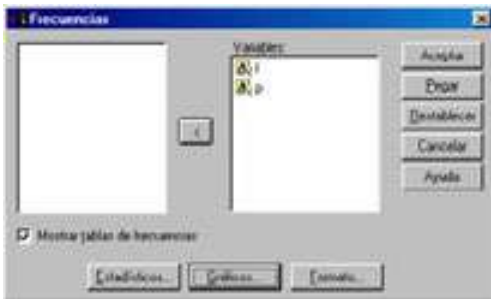 Frecuencias
Variables:
p
Aceptar
Pegar
Restablecer
Cancelar
Ayuda
Mostrar tablas de frecuencias
Estadísticos...
Gráficos...
Formato...